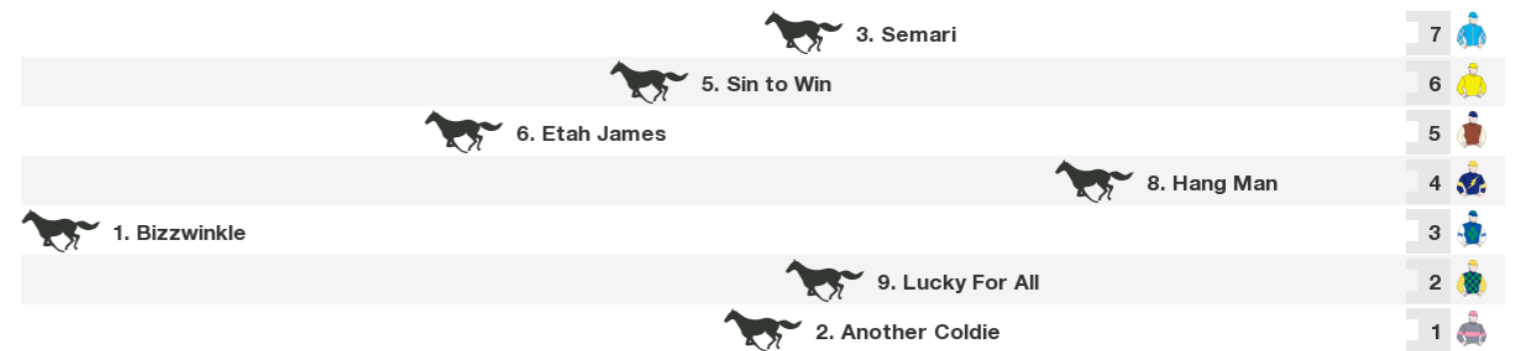 3. Semari 7
5. Sin to Win 6
6. Etah James 5
8. Hang Man 4
1. Bizzwinkle 3
9. Lucky For All 2
2. Another Coldie 1